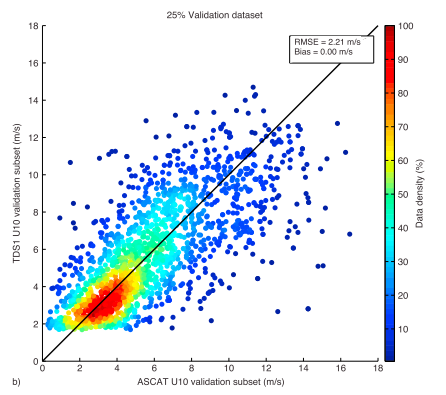 25% Validation dataset
RMSE = 2.21 m/s
Bias = 0.00 m/s
TDS1 U10 validation subset (m/s)
18
16
14
12
10
8
6
4
2
0
0 2 4 6 8 10 12 14 16 18
ASCAT U10 validation subset (m/s)
100
90
80
70
60
50
40
30
20
10
Data density (%)
b)